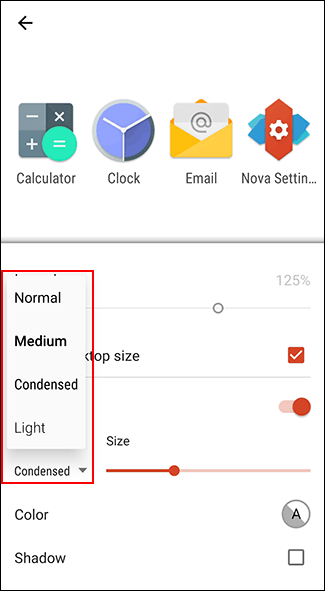 Calculator Clock Email Nova Settin...
125%
Normal
Medium
ktop size
Condensed
Light
Size
Condensed
Color
A
Shadow